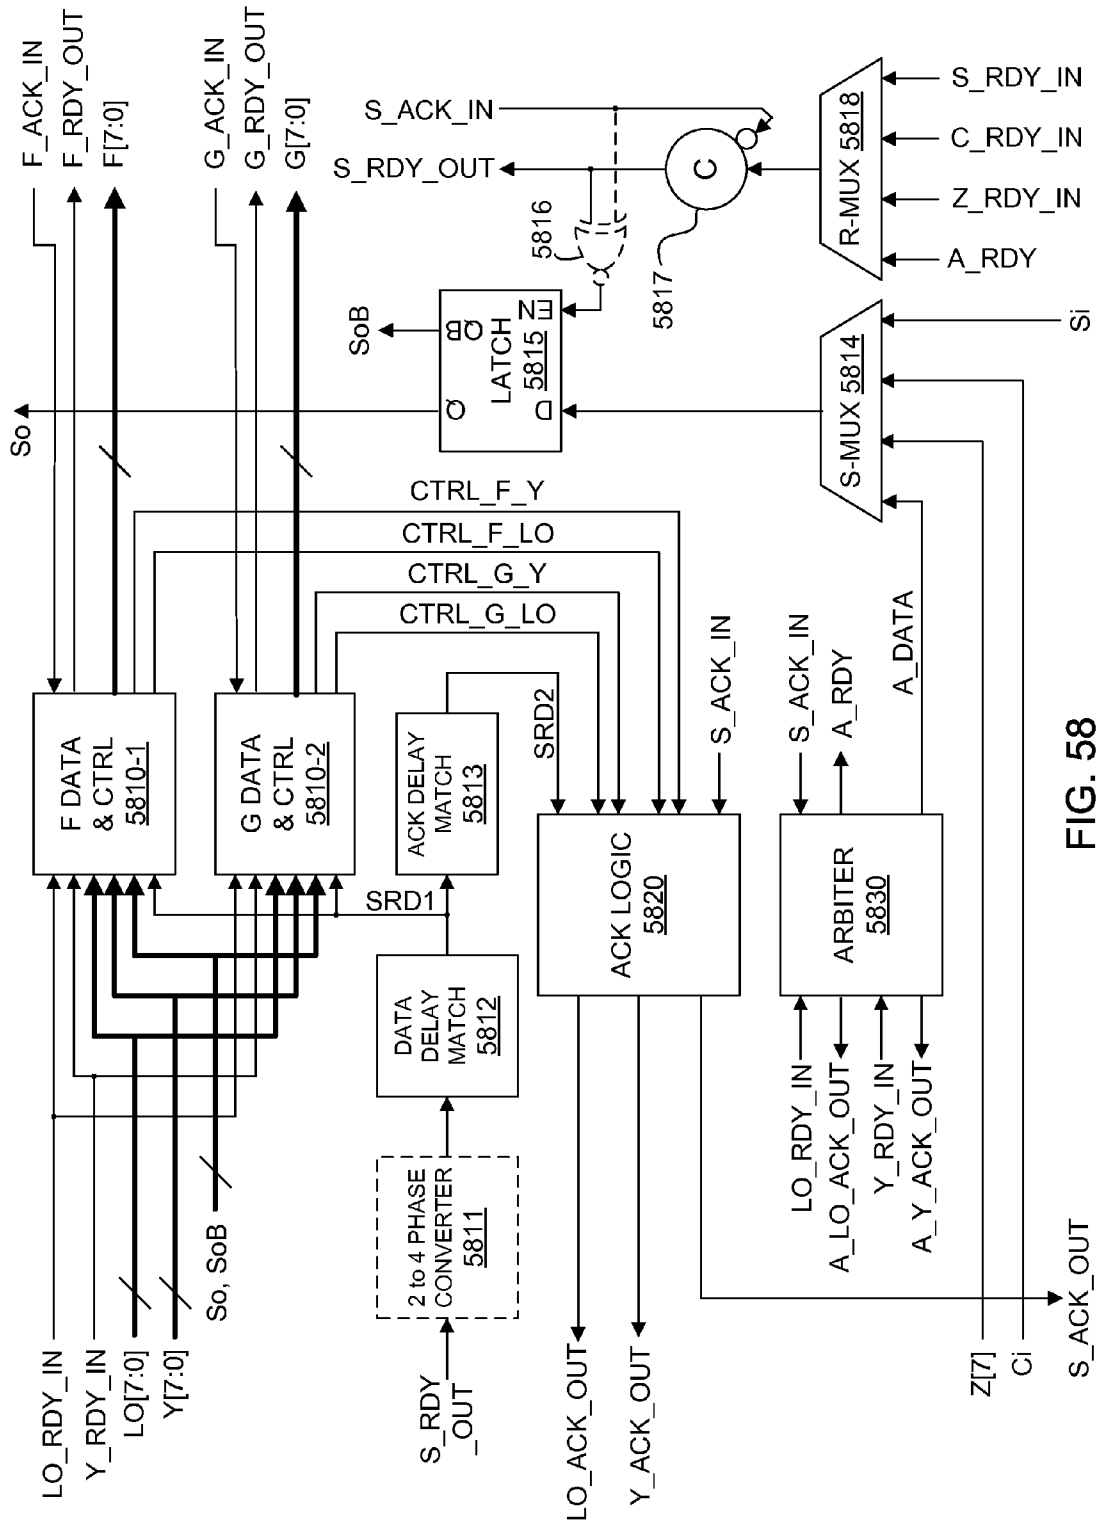 F_ACK_IN
F_RDY_OUT
F[7:0]
G_ACK_IN
G_RDY_OUT
G[7:0]
So
F DATA
& CTRL
5810-1
G DATA
& CTRL
5810-2
LO_RDY_IN
Y_RDY_IN
LO[7:0]
Y[7:0]
So, SoB
S_RDY
_OUT
2 to 4 PHASE
CONVERTER
5811
DATA
DELAY
MATCH
5812
SRD1
ACK DELAY
MATCH
5813
SRD2
CTRL_F_Y
CTRL_F_LO
CTRL_G_Y
CTRL_G_LO
SoB
Q
QB
LATCH
5815
D
EN
5816
S_RDY_OUT
S_ACK_IN
C
5817
ACK LOGIC
5820
S_ACK_IN
LO_ACK_OUT
Y_ACK_OUT
S_ACK_OUT
ARBITER
5830
LO_RDY_IN
A_LO_ACK_OUT
Y_RDY_IN
A_Y_ACK_OUT
S_ACK_IN
A_RDY
A_DATA
S-MUX 5814
Z[7]
Ci
Si
R-MUX 5818
A_RDY
Z_RDY_IN
C_RDY_IN
S_RDY_IN
FIG. 58